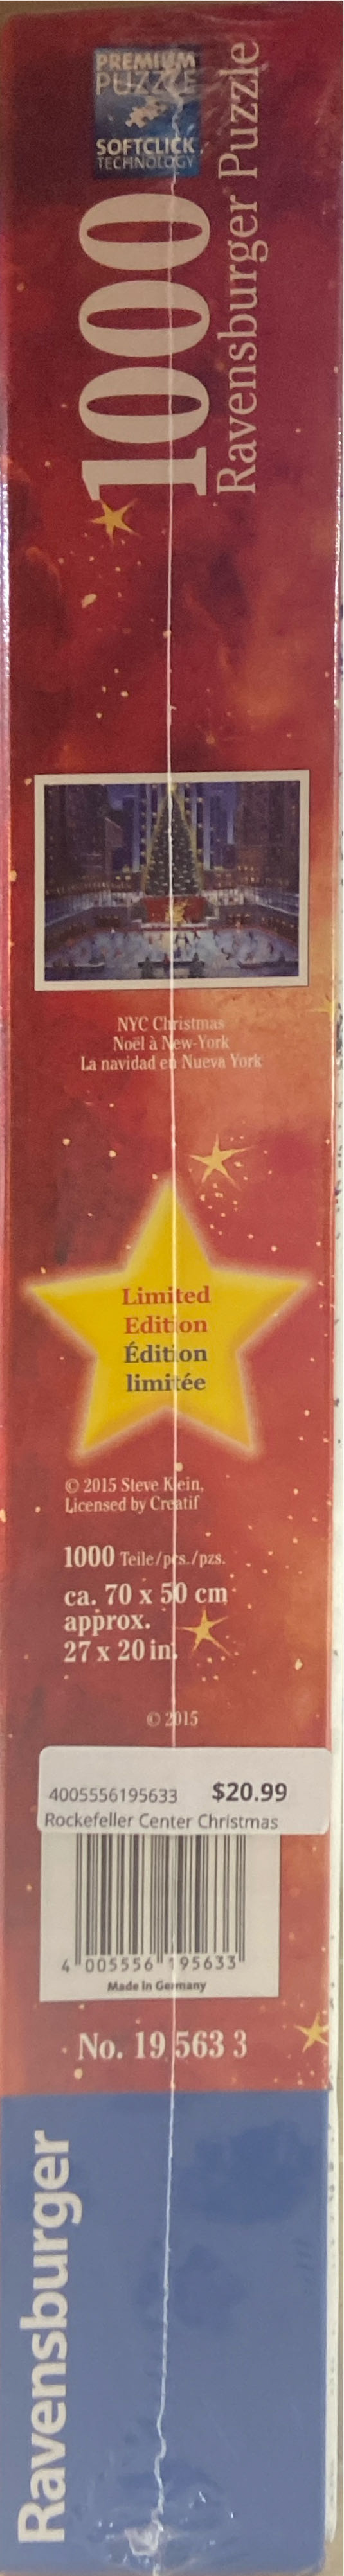 PREMIUM
PUZZLE
SOFTCLICK
TECHNOLOGY
1000
Ravensburger Puzzle
NYC Christmas
Noël à New-York
La navidad en Nueva York
Limited
Edition
Édition
limitée
© 2015 Steve Klein,
Licensed by Creatif
1000 Teile/pcs./pzs.
ca. 70 x 50 cm
approx.
27 x 20 in.
© 2015
4005556195633 $20.99
Rockefeller Center Christmas
4 005556 195633
Made in Germany
No. 19 563 3
Ravensburger